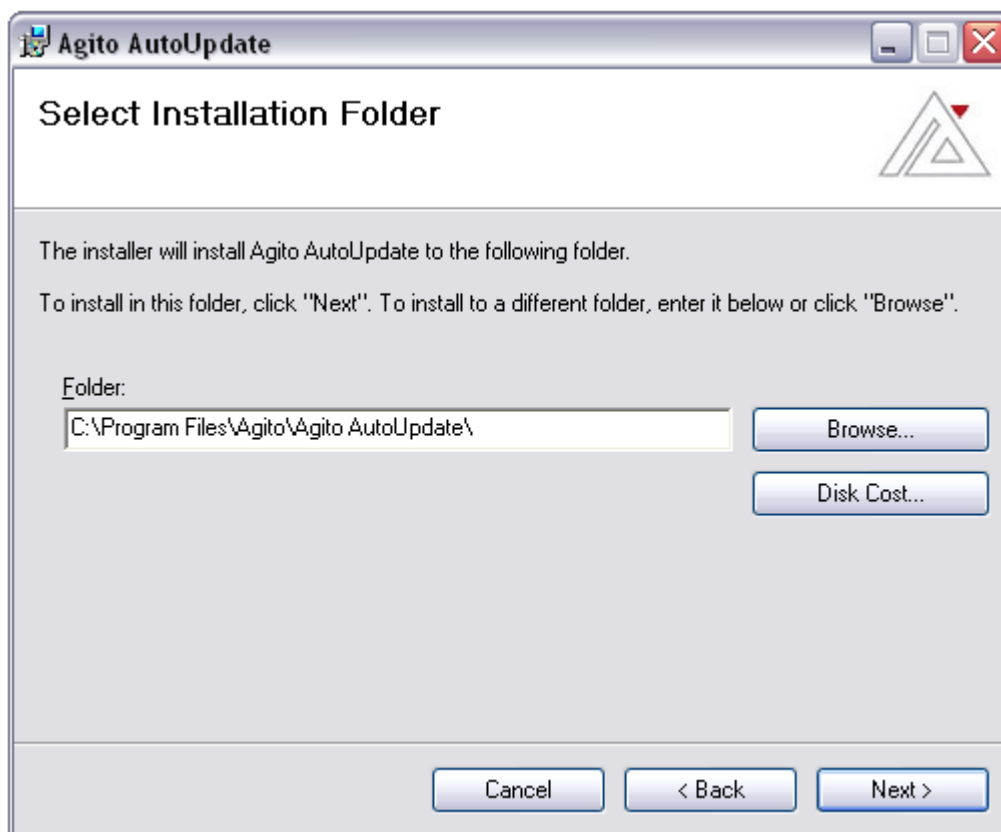 Agito AutoUpdate
Select Installation Folder
The installer will install Agito AutoUpdate to the following folder.
To install in this folder, click "Next". To install to a different folder, enter it below or click "Browse".
Folder:
C:\Program Files\Agito\Agito AutoUpdate\
Browse...
Disk Cost...
Cancel
< Back
Next >